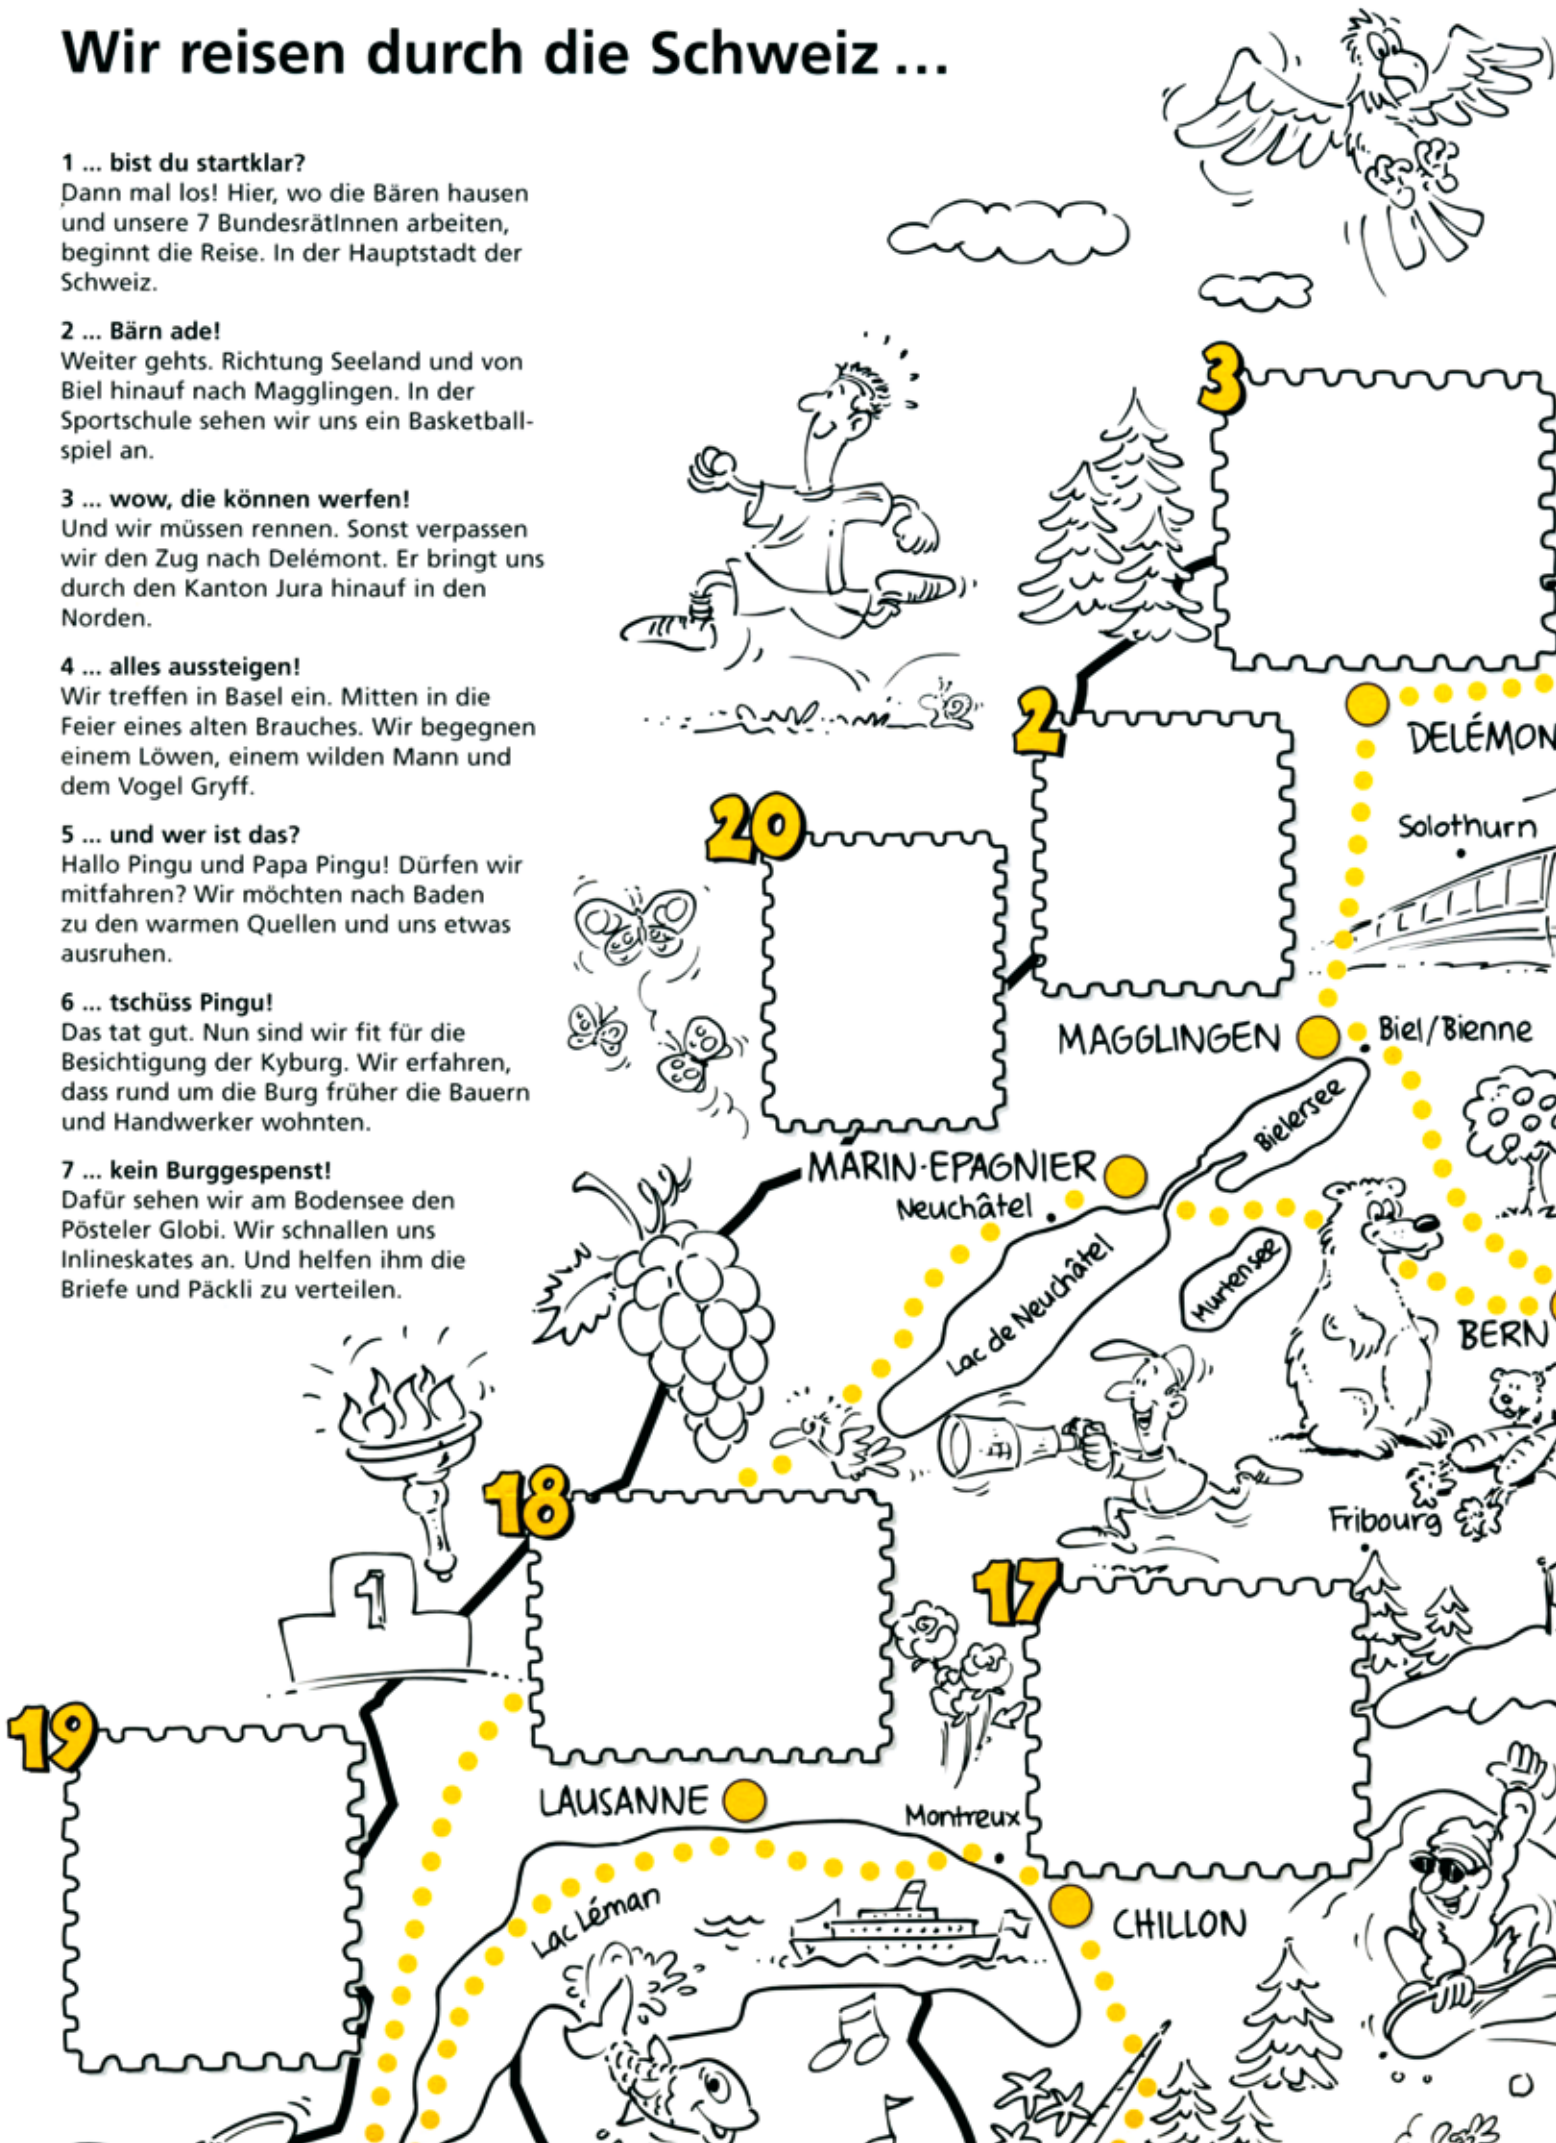 Wir reisen durch die Schweiz ...
1 ... bist du startklar?
Dann mal los! Hier, wo die Bären hausen
und unsere 7 BundesrätInnen arbeiten,
beginnt die Reise. In der Hauptstadt der
Schweiz.
2 ... Bärn ade!
Weiter gehts. Richtung Seeland und von
Biel hinauf nach Magglingen. In der
Sportschule sehen wir uns ein Basketball-
spiel an.
3 ... wow, die können werfen!
Und wir müssen rennen. Sonst verpassen
wir den Zug nach Delémont. Er bringt uns
durch den Kanton Jura hinauf in den
Norden.
4 ... alles aussteigen!
Wir treffen in Basel ein. Mitten in die
Feier eines alten Brauches. Wir begegnen
einem Löwen, einem wilden Mann und
dem Vogel Gryff.
5 ... und wer ist das?
Hallo Pingu und Papa Pingu! Dürfen wir
mitfahren? Wir möchten nach Baden
zu den warmen Quellen und uns etwas
ausruhen.
6 ... tschüss Pingu!
Das tat gut. Nun sind wir fit für die
Besichtigung der Kyburg. Wir erfahren,
dass rund um die Burg früher die Bauern
und Handwerker wohnten.
7 ... kein Burggespenst!
Dafür sehen wir am Bodensee den
Pösteler Globi. Wir schnallen uns
Inlineskates an. Und helfen ihm die
Briefe und Päckli zu verteilen.
3
2
DELÉMON
20
Solothurn
MAGGLINGEN
Biel/Bienne
Bielersee
MARIN-EPAGNIER
Neuchâtel
Lac de Neuchâtel
Murtensee
BERN
18
Fribourg
17
1
19
LAUSANNE
Montreux
Lac Léman
CHILLON